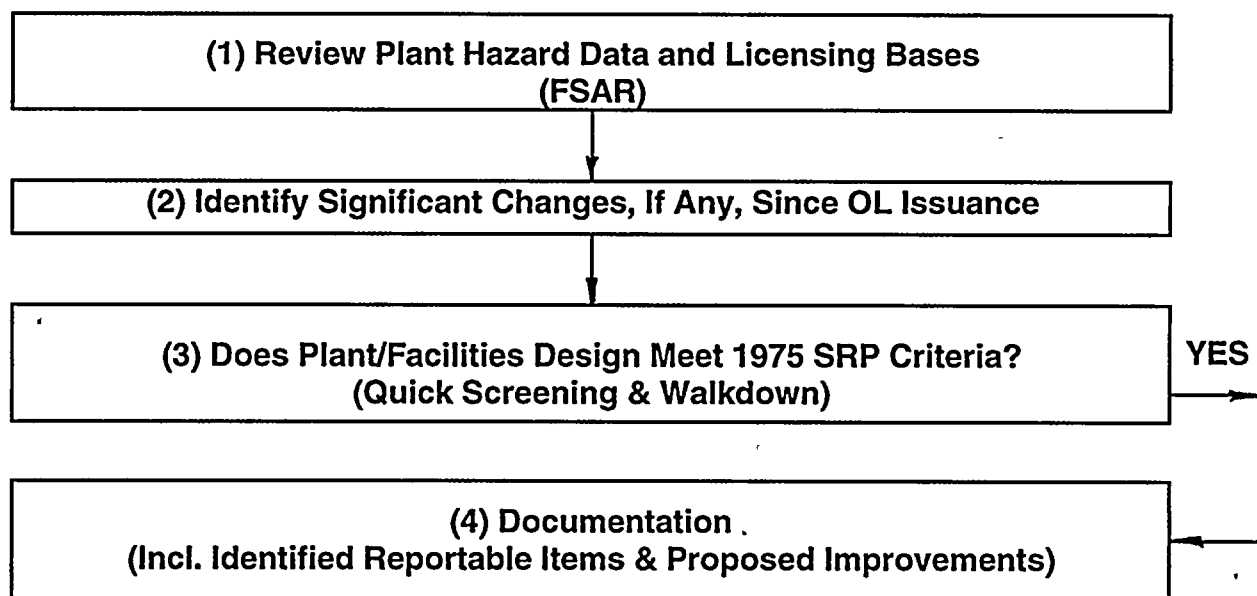 (1) Review Plant Hazard Data and Licensing Bases
(FSAR)
(2) Identify Significant Changes, If Any, Since OL Issuance
(3) Does Plant/Facilities Design Meet 1975 SRP Criteria?
(Quick Screening & Walkdown)
YES
(4) Documentation
(Incl. Identified Reportable Items & Proposed Improvements)